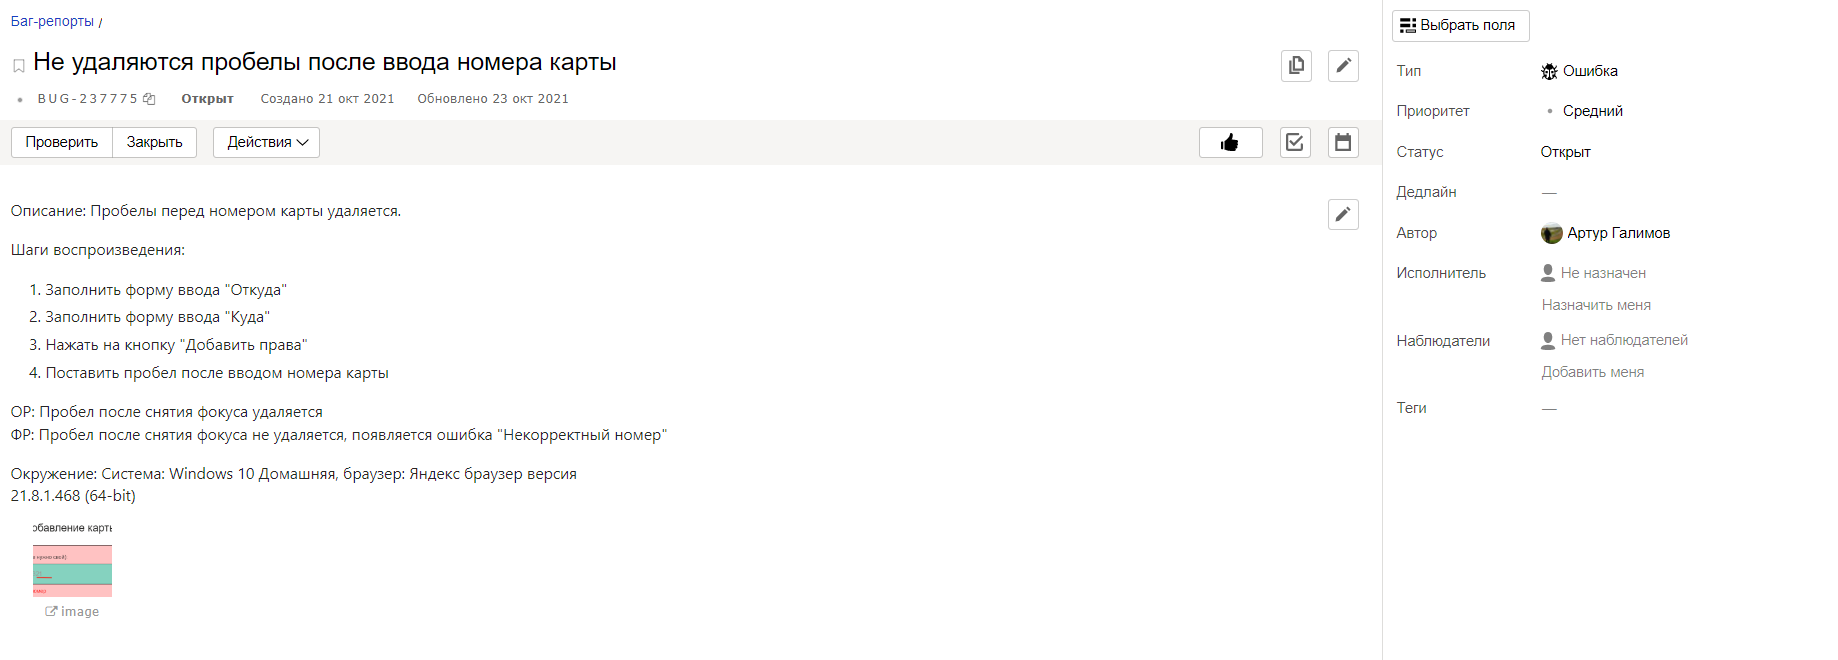 Баг-репорты /
Не удаляются пробелы после ввода номера карты
BUG-237775 Открыт Создано 21 окт 2021 Обновлено 23 окт 2021
Проверить Закрыть Действия
Описание: Пробелы перед номером карты удаляется.
Шаги воспроизведения:
1. Заполнить форму ввода "Откуда"
2. Заполнить форму ввода "Куда"
3. Нажать на кнопку "Добавить права"
4. Поставить пробел после вводом номера карты
ОР: Пробел после снятия фокуса удаляется
ФР: Пробел после снятия фокуса не удаляется, появляется ошибка "Некорректный номер"
Окружение: Система: Windows 10 Домашняя, браузер: Яндекс браузер версия
21.8.1.468 (64-bit)
обавление карты
image
Выбрать поля
Тип Ошибка
Приоритет Средний
Статус Открыт
Дедлайн —
Автор Артур Галимов
Исполнитель Не назначен
Назначить меня
Наблюдатели Нет наблюдателей
Добавить меня
Теги —